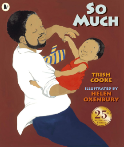 SO
MUCH
TRISH
COOKE
ILLUSTRATED BY
HELEN
OXENBURY
25